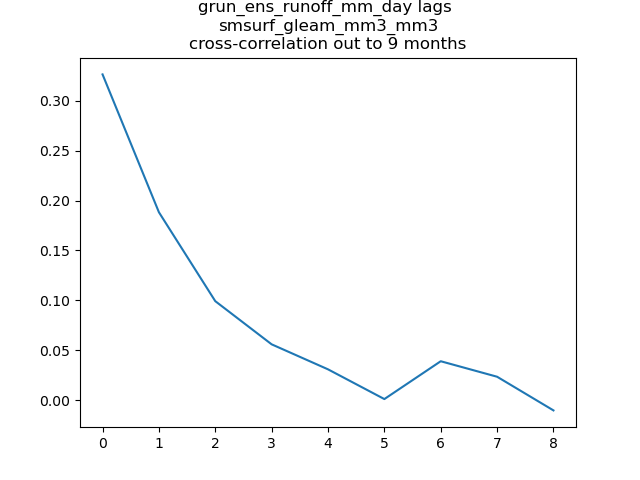 grun_ens_runoff_mm_day lags
smsurf_gleam_mm3_mm3
cross-correlation out to 9 months
0.30
0.25
0.20
0.15
0.10
0.05
0.00
0 1 2 3 4 5 6 7 8